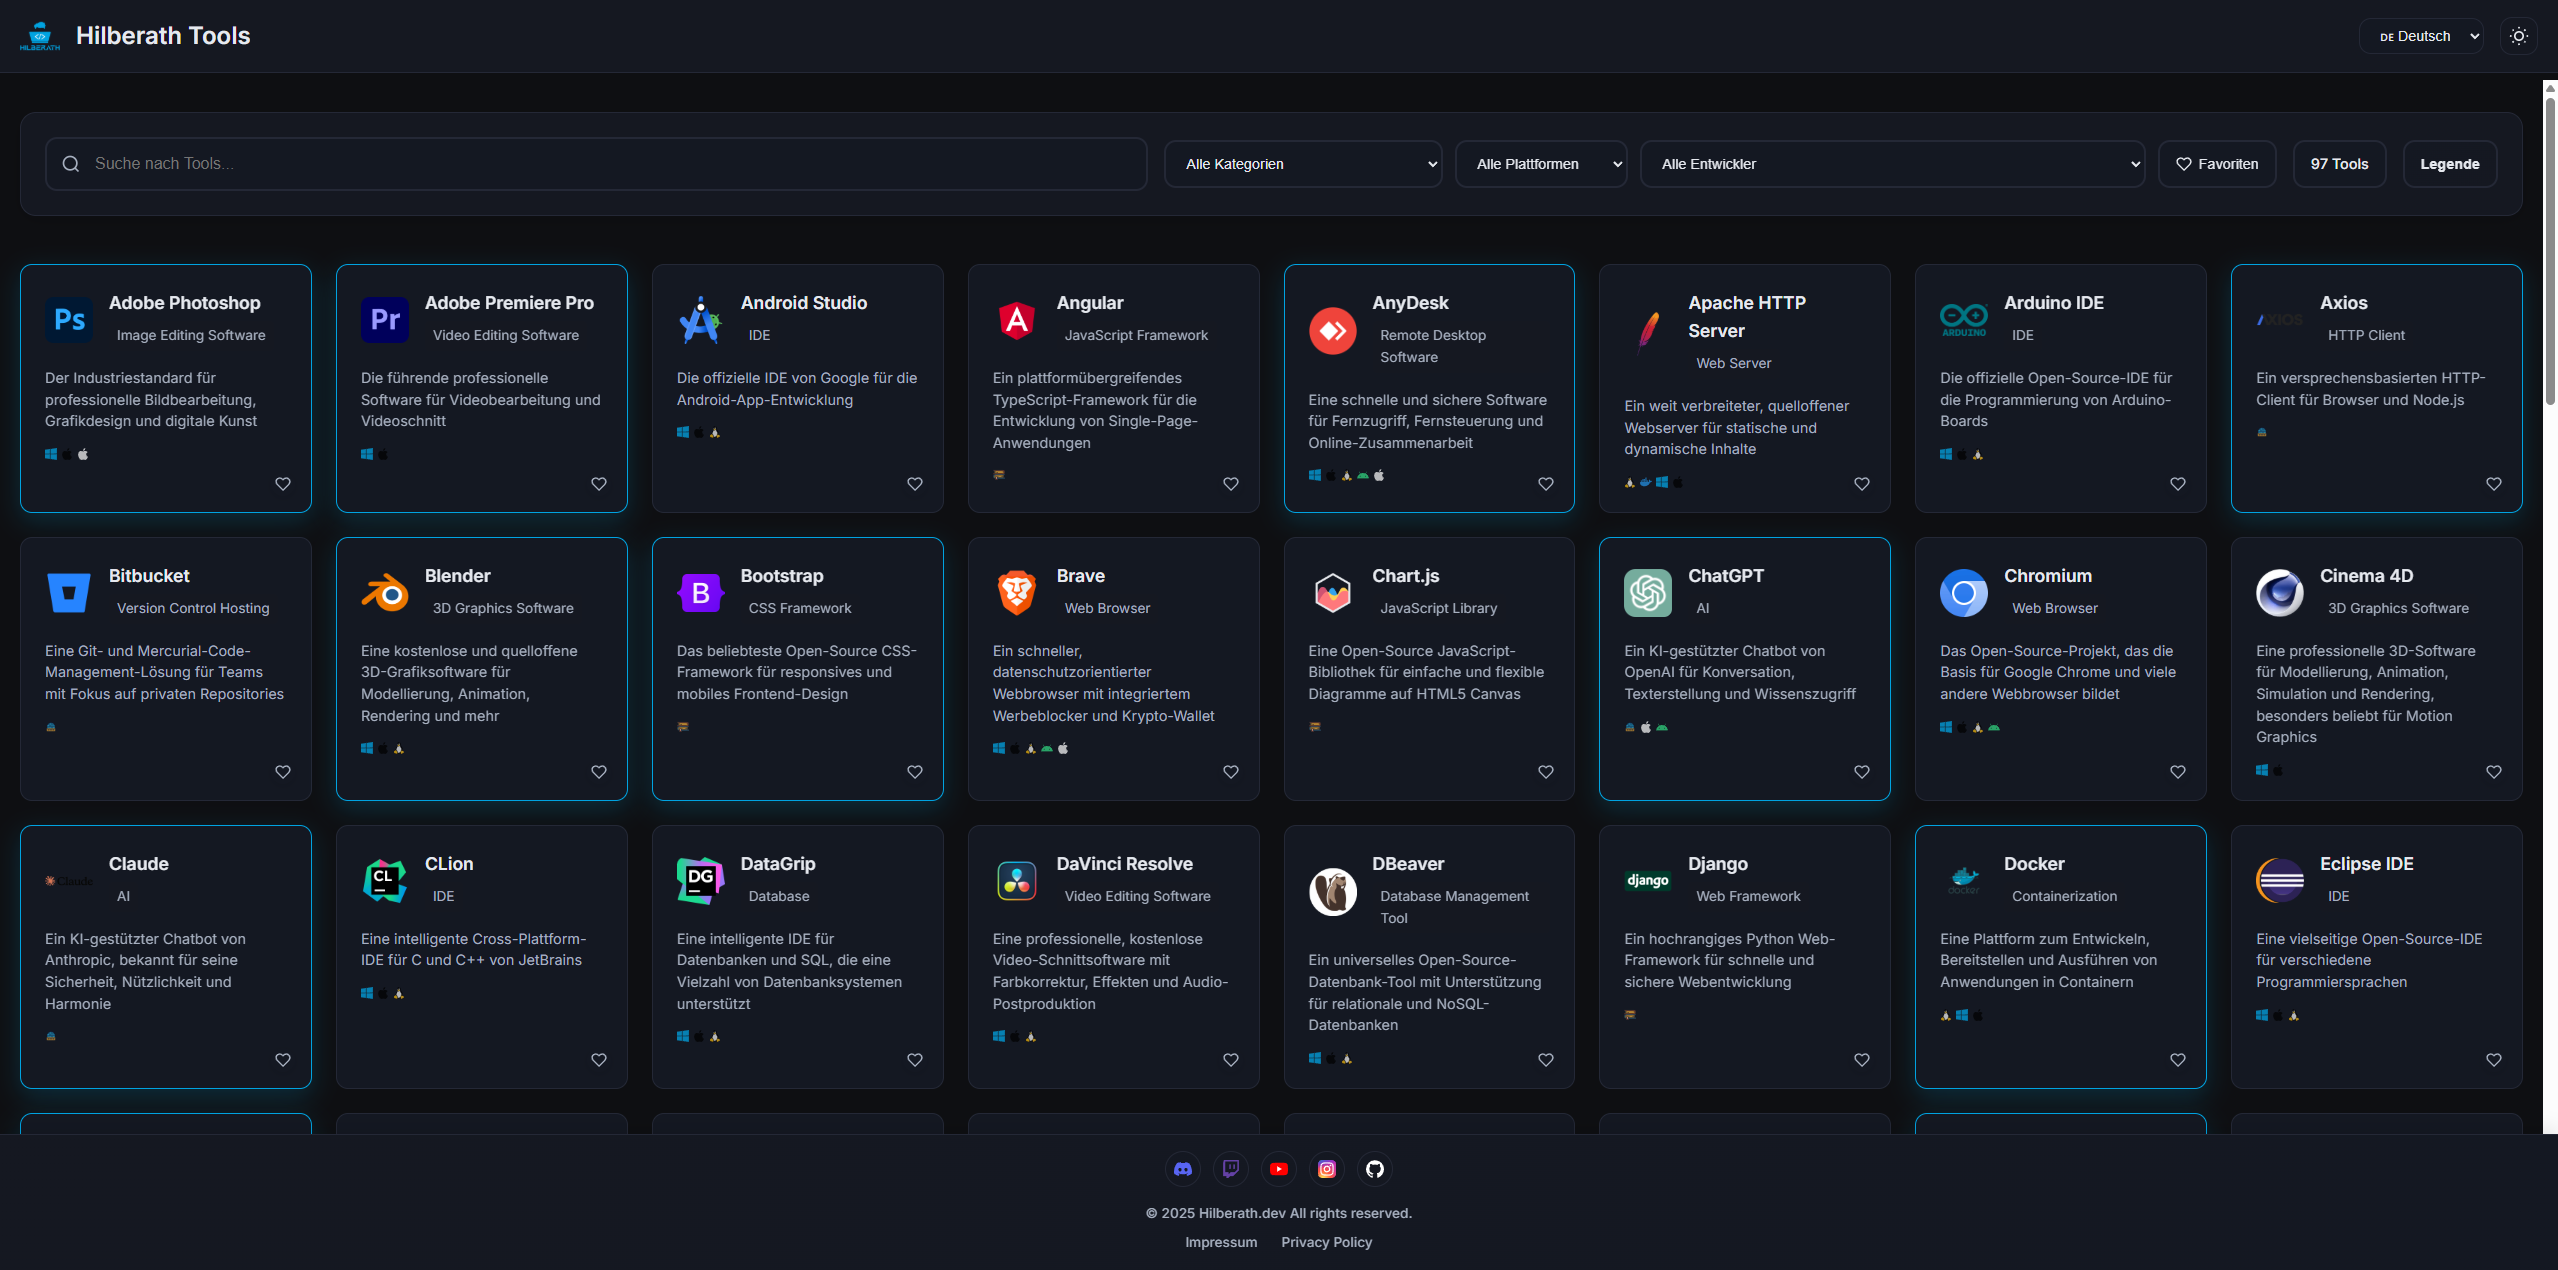 HILBERATH
Hilberath Tools
DE Deutsch
Suche nach Tools...
Alle Kategorien
Alle Plattformen
Alle Entwickler
Favoriten
97 Tools
Legende
Ps
Adobe Photoshop
Image Editing Software
Der Industriestandard für
professionelle Bildbearbeitung,
Grafikdesign und digitale Kunst
Pr
Adobe Premiere Pro
Video Editing Software
Die führende professionelle
Software für Videobearbeitung und
Videoschnitt
Android Studio
IDE
Die offizielle IDE von Google für die
Android-App-Entwicklung
A
Angular
JavaScript Framework
Ein plattformübergreifendes
TypeScript-Framework für die
Entwicklung von Single-Page-
Anwendungen
AnyDesk
Remote Desktop
Software
Eine schnelle und sichere Software
für Fernzugriff, Fernsteuerung und
Online-Zusammenarbeit
Apache HTTP
Server
Web Server
Ein weit verbreiteter, quelloffener
Webserver für statische und
dynamische Inhalte
ARDUINO
Arduino IDE
IDE
Die offizielle Open-Source-IDE für
die Programmierung von Arduino-
Boards
AXIOS
Axios
HTTP Client
Ein versprechensbasierten HTTP-
Client für Browser und Node.js
Bitbucket
Version Control Hosting
Eine Git- und Mercurial-Code-
Management-Lösung für Teams
mit Fokus auf privaten Repositories
Blender
3D Graphics Software
Eine kostenlose und quelloffene
3D-Grafiksoftware für
Modellierung, Animation,
Rendering und mehr
B
Bootstrap
CSS Framework
Das beliebteste Open-Source CSS-
Framework für responsives und
mobiles Frontend-Design
Brave
Web Browser
Ein schneller,
datenschutzorientierter
Webbrowser mit integriertem
Werbeblocker und Krypto-Wallet
Chart.js
JavaScript Library
Eine Open-Source JavaScript-
Bibliothek für einfache und flexible
Diagramme auf HTML5 Canvas
ChatGPT
AI
Ein KI-gestützter Chatbot von
OpenAI für Konversation,
Texterstellung und Wissenszugriff
Chromium
Web Browser
Das Open-Source-Projekt, das die
Basis für Google Chrome und viele
andere Webbrowser bildet
Cinema 4D
3D Graphics Software
Eine professionelle 3D-Software
für Modellierung, Animation,
Simulation und Rendering,
besonders beliebt für Motion
Graphics
Claude
Claude
AI
Ein KI-gestützter Chatbot von
Anthropic, bekannt für seine
Sicherheit, Nützlichkeit und
Harmonie
CL
CLion
IDE
Eine intelligente Cross-Plattform-
IDE für C und C++ von JetBrains
DG
DataGrip
Database
Eine intelligente IDE für
Datenbanken und SQL, die eine
Vielzahl von Datenbanksystemen
unterstützt
DaVinci Resolve
Video Editing Software
Eine professionelle, kostenlose
Video-Schnittsoftware mit
Farbkorrektur, Effekten und Audio-
Postproduktion
DBeaver
Database Management
Tool
Ein universelles Open-Source-
Datenbank-Tool mit Unterstützung
für relationale und NoSQL-
Datenbanken
django
Django
Web Framework
Ein hochrangiges Python Web-
Framework für schnelle und
sichere Webentwicklung
docker
Docker
Containerization
Eine Plattform zum Entwickeln,
Bereitstellen und Ausführen von
Anwendungen in Containern
Eclipse IDE
IDE
Eine vielseitige Open-Source-IDE
für verschiedene
Programmiersprachen
© 2025 Hilberath.dev All rights reserved.
Impressum
Privacy Policy